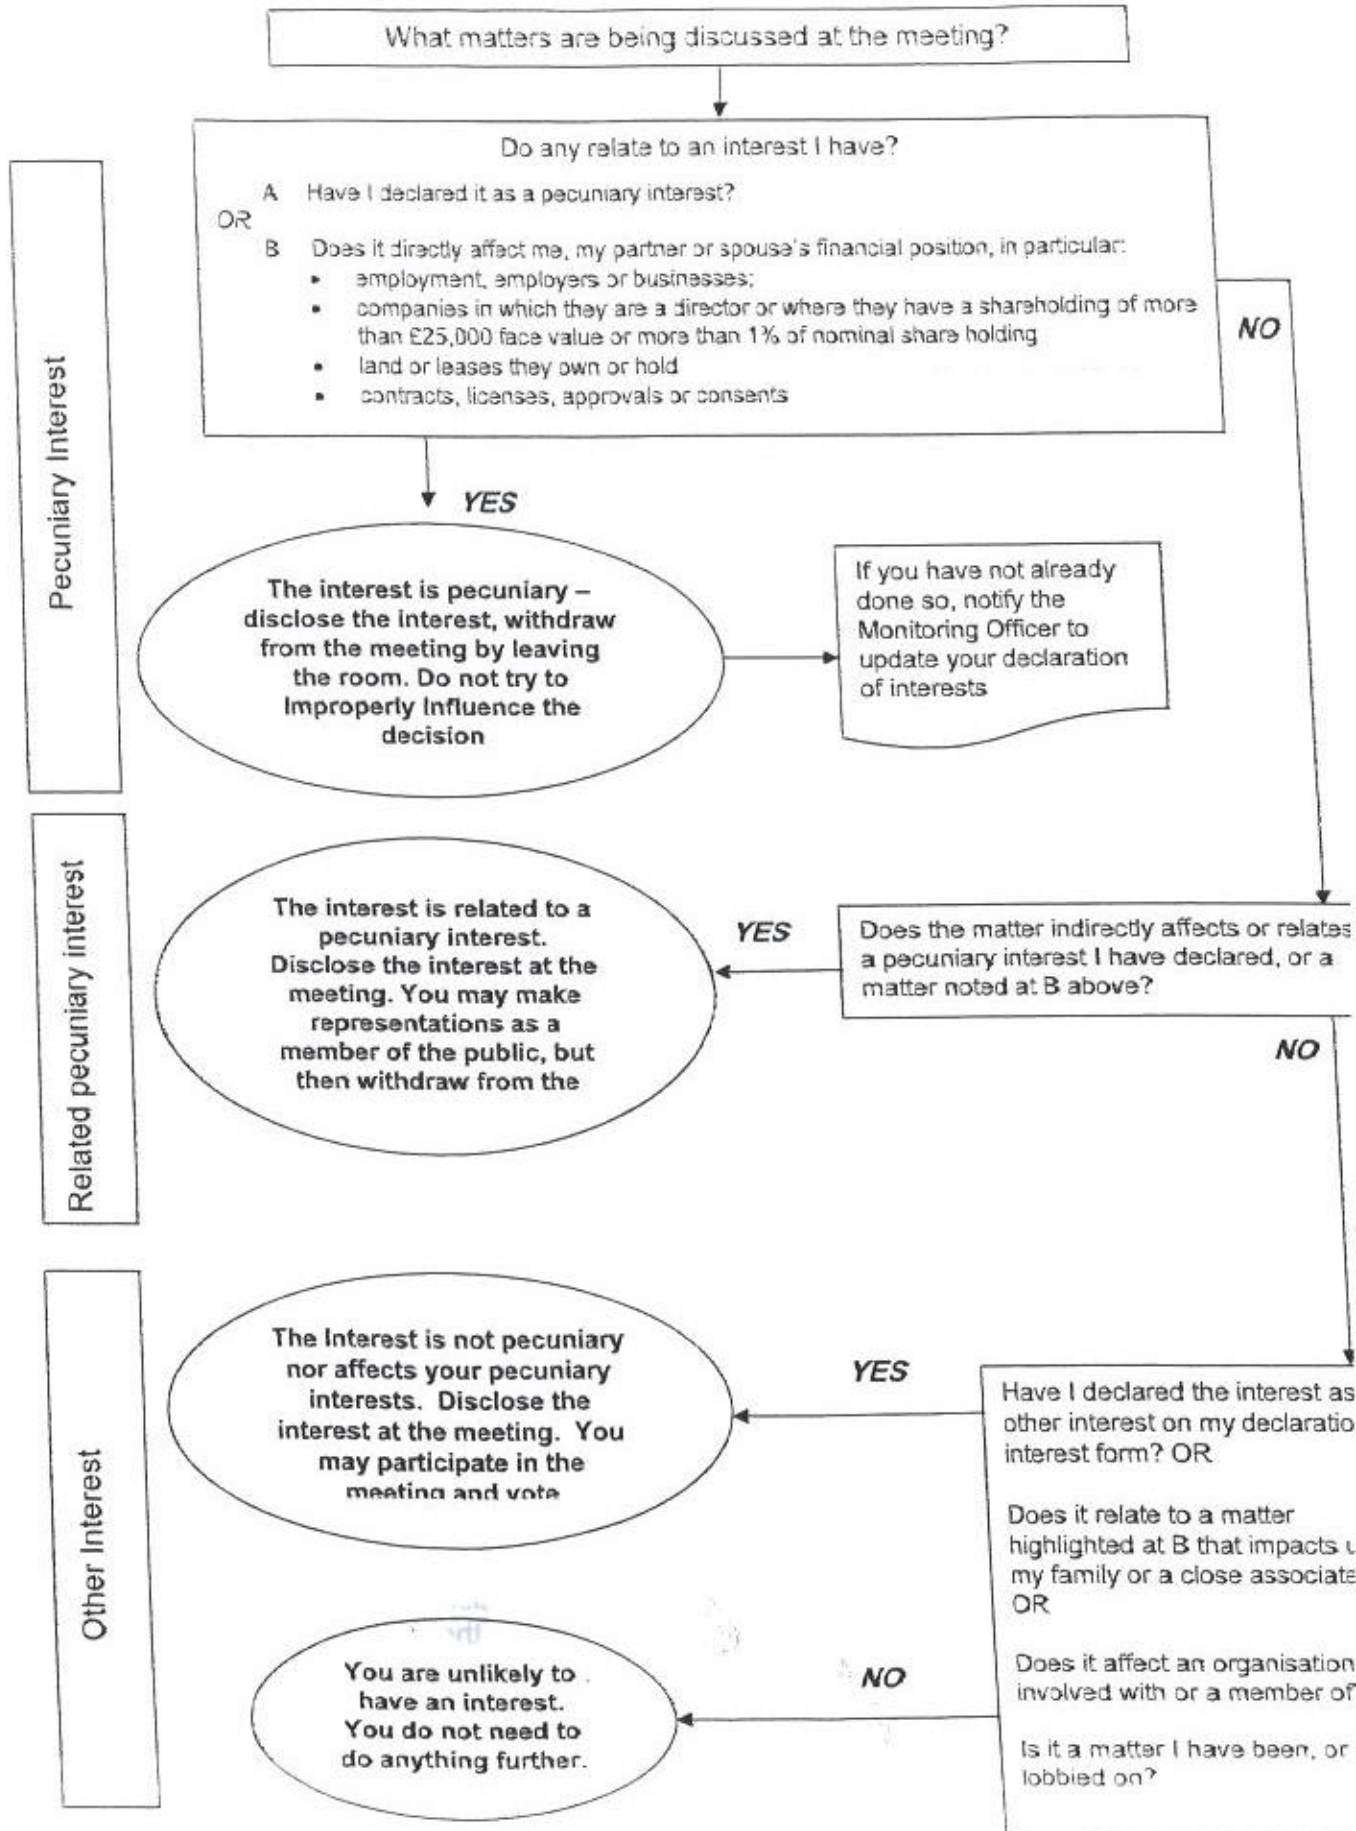 What matters are being discussed at the meeting?
Do any relate to an interest I have?
A Have I declared it as a pecuniary interest?
OR
B Does it directly affect me, my partner or spouse's financial position, in particular:
• employment, employers or businesses;
• companies in which they are a director or where they have a shareholding of more
than £25,000 face value or more than 1% of nominal share holding
• land or leases they own or hold
• contracts, licenses, approvals or consents
NO
Pecuniary Interest
YES
The interest is pecuniary –
disclose the interest, withdraw
from the meeting by leaving
the room. Do not try to
Improperly Influence the
decision
If you have not already
done so, notify the
Monitoring Officer to
update your declaration
of interests
Related pecuniary interest
The interest is related to a
pecuniary interest.
Disclose the interest at the
meeting. You may make
representations as a
member of the public, but
then withdraw from the
YES
Does the matter indirectly affects or relates
a pecuniary interest I have declared, or a
matter noted at B above?
NO
Other Interest
The Interest is not pecuniary
nor affects your pecuniary
interests. Disclose the
interest at the meeting. You
may participate in the
meeting and vote
YES
Have I declared the interest as
other interest on my declaratio
interest form? OR
Does it relate to a matter
highlighted at B that impacts
my family or a close associate
OR
Does it affect an organisation
involved with or a member of
Is it a matter I have been, or
lobbied on?
NO
You are unlikely to
have an interest.
You do not need to
do anything further.